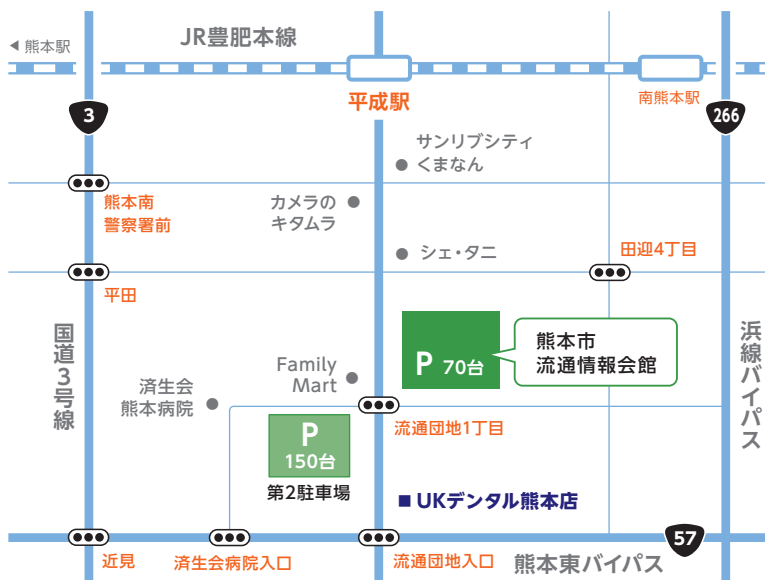 JR豊肥本線
◀ 熊本駅
平成駅
南熊本駅
3
266
サンリブシティ
くまなん
熊本南
警察署前
カメラの
キタムラ
シェ・タニ
田迎4丁目
平田
国道3号線
浜線バイパス
P 70台
熊本市
流通情報会館
Family
Mart
済生会
熊本病院
流通団地1丁目
P
150台
第2駐車場
■ UKデンタル熊本店
57
近見
済生会病院入口
流通団地入口
熊本東バイパス